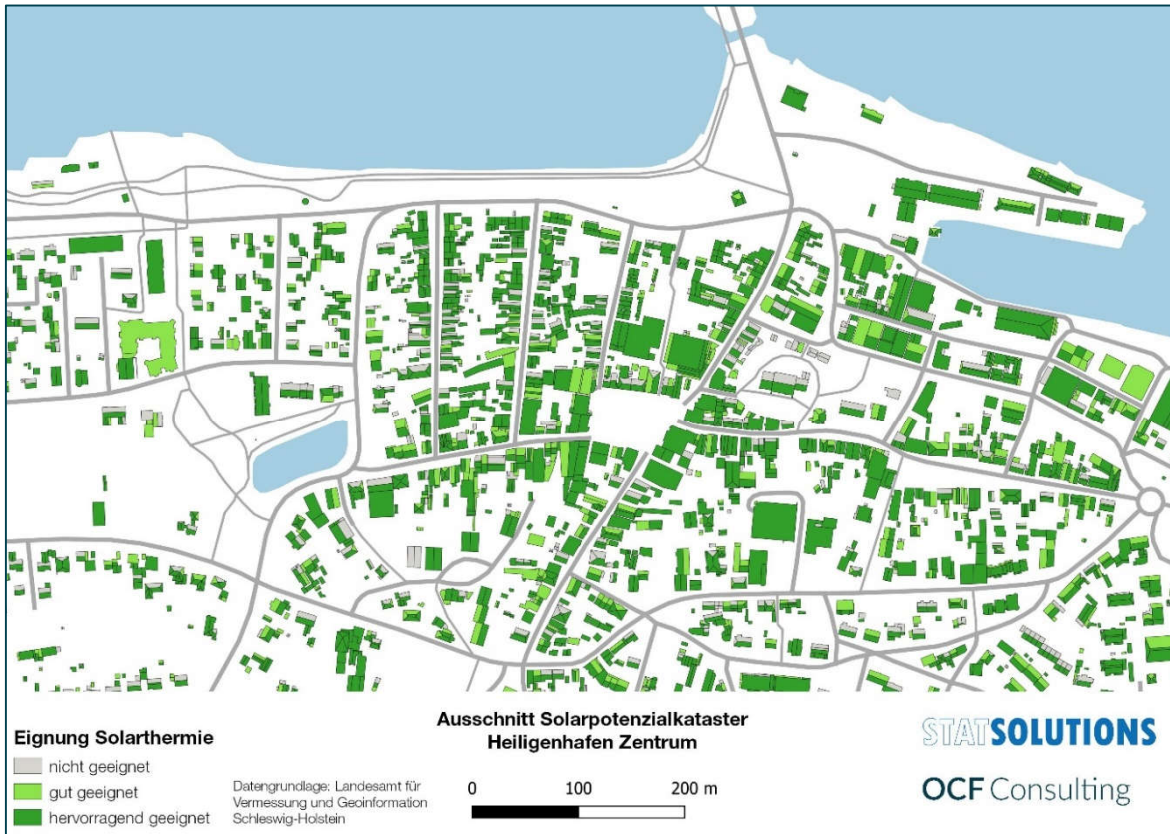 Ausschnitt Solarpotenzialkataster
Heiligenhafen Zentrum
Eignung Solarthermie
nicht geeignet
gut geeignet
hervorragend geeignet
Datengrundlage: Landesamt für
Vermessung und Geoinformation
Schleswig-Holstein
0 100 200 m
STATSOLUTIONS
OCF Consulting